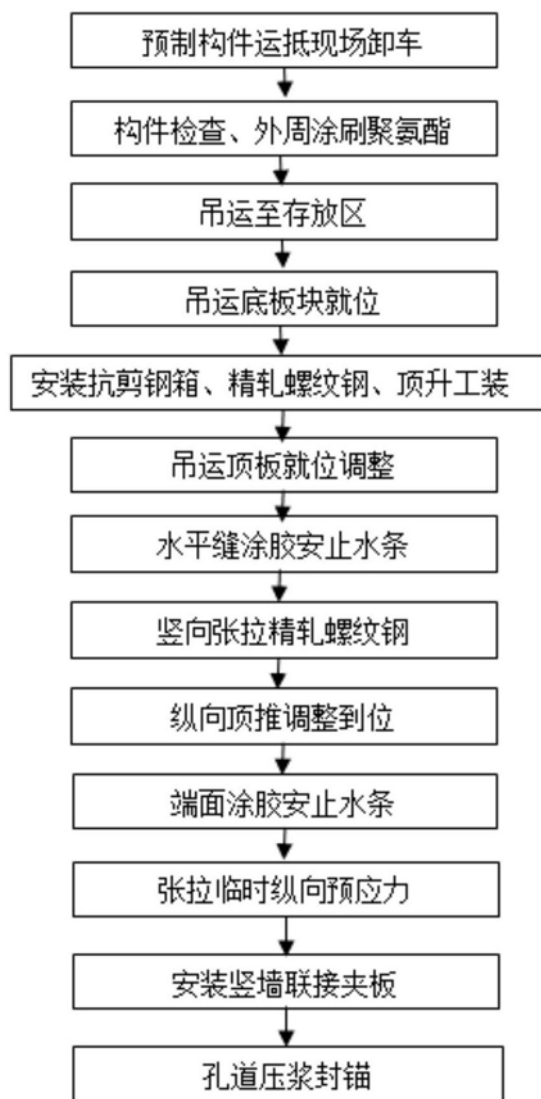 预制构件运抵现场卸车
构件检查、外周涂刷聚氨酯
吊运至存放区
吊运底板块就位
安装抗剪钢箱、精轧螺纹钢、顶升工装
吊运顶板就位调整
水平缝涂胶安止水条
竖向张拉精轧螺纹钢
纵向顶推调整到位
端面涂胶安止水条
张拉临时纵向预应力
安装竖墙联接夹板
孔道压浆封锚